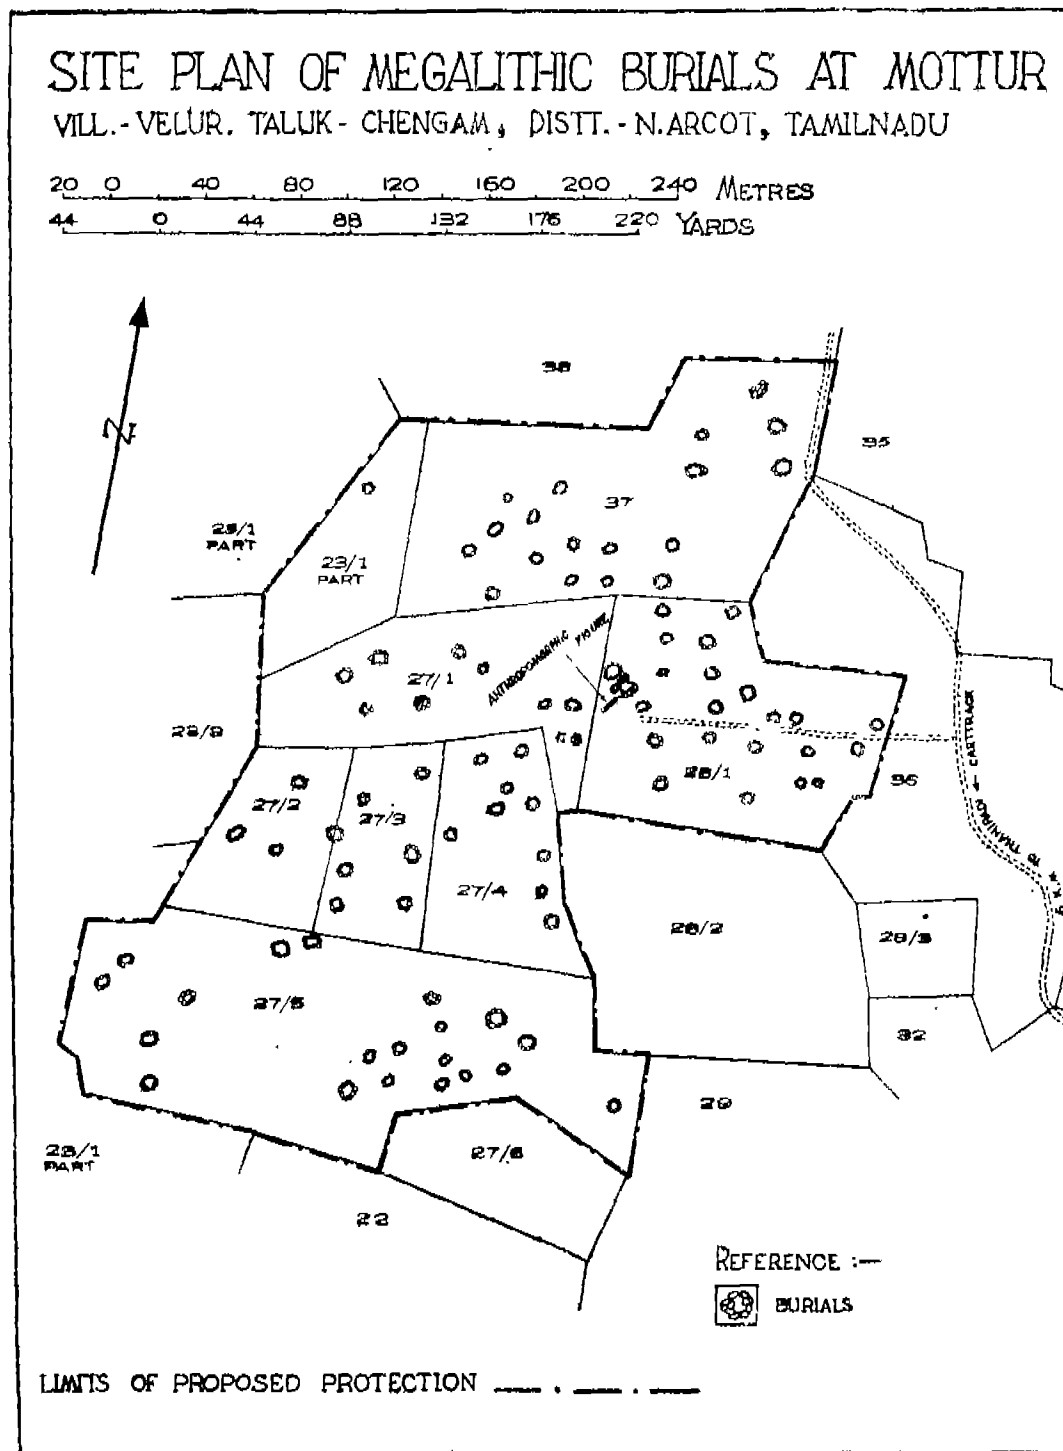 SITE PLAN OF MEGALITHIC BURIALS AT MOTTUR
VILL.-VELUR. TALUK- CHENGAM, DISTT.-N.ARCOT, TAMILNADU
20 0 40 80 120 160 200 240 METRES
44 0 44 88 132 176 220 YARDS
N
38
35
37
23/1
PART
23/1
PART
ANTHROPOMORPHIC FIGURE
27/1
28/1
CARTTRACK
36
TO THANIPADI
27/2
27/3
27/4
28/2
28/3
27/5
32
29
23/1
PART
27/6
22
REFERENCE :—
BURIALS
LIMITS OF PROPOSED PROTECTION